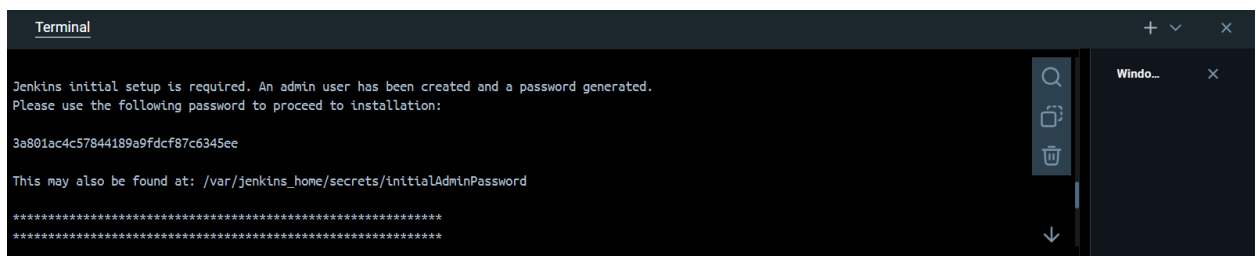 Terminal
Jenkins initial setup is required. An admin user has been created and a password generated.
Windo...
Please use the following password to proceed to installation:
3a801ac4c57844189a9fdcf87c6345ee
This may also be found at: /var/jenkins_home/secrets/initialAdminPassword
*************************************************************
*************************************************************